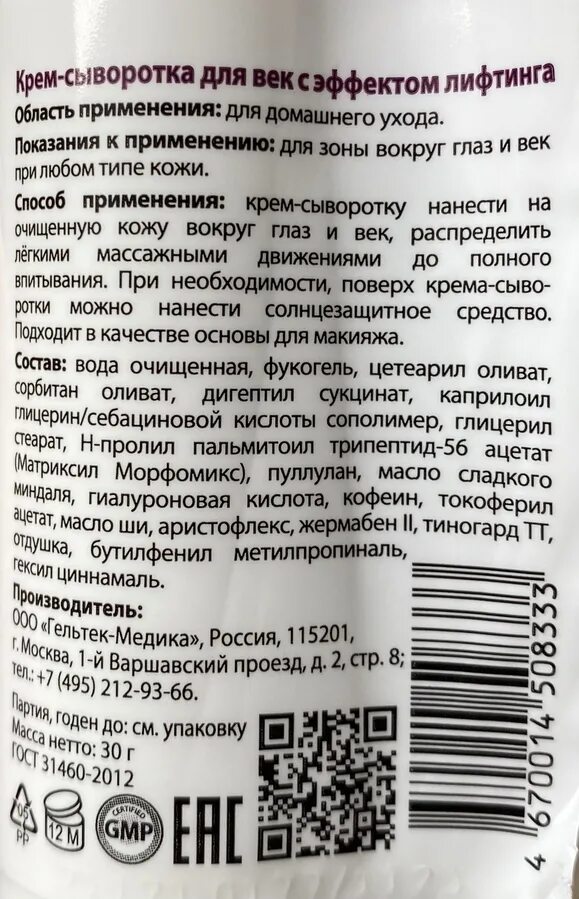 Крем-сыворотка для век с эффектом лифтинга
Область применения: для домашнего ухода.
Показания к применению: для зоны вокруг глаз и век
при любом типе кожи.
Способ применения: крем-сыворотку нанести на
очищенную кожу вокруг глаз и век, распределить
лёгкими массажными движениями до полного
впитывания. При необходимости, поверх крема-сыво-
ротки можно нанести солнцезащитное средство.
Подходит в качестве основы для макияжа.
Состав: вода очищенная, фукогель, цетеарил оливат,
сорбитан оливат, дигептил сукцинат, каприлоил
глицерин/себациновой кислоты сополимер, глицерил
стеарат, Н-пролил пальмитоил трипептид-56 ацетат
(Матриксил Морфомикс), пуллулан, масло сладкого
миндаля, гиалуроновая кислота, кофеин, токоферил
ацетат, масло ши, аристофлекс, жермабен II, тиногард ТТ,
отдушка, бутилфенил метилпропиналь,
гексил циннамаль.
Производитель:
ООО «Гельтек-Медика», Россия, 115201,
г. Москва, 1-й Варшавский проезд, д. 2, стр. 8;
тел.: +7 (495) 212-93-66.
Партия, годен до: см. упаковку
Масса нетто: 30 г
ГОСТ 31460-2012
05
PP
12 M
CERTIFIED
GMP
EAC
4 670014 508333